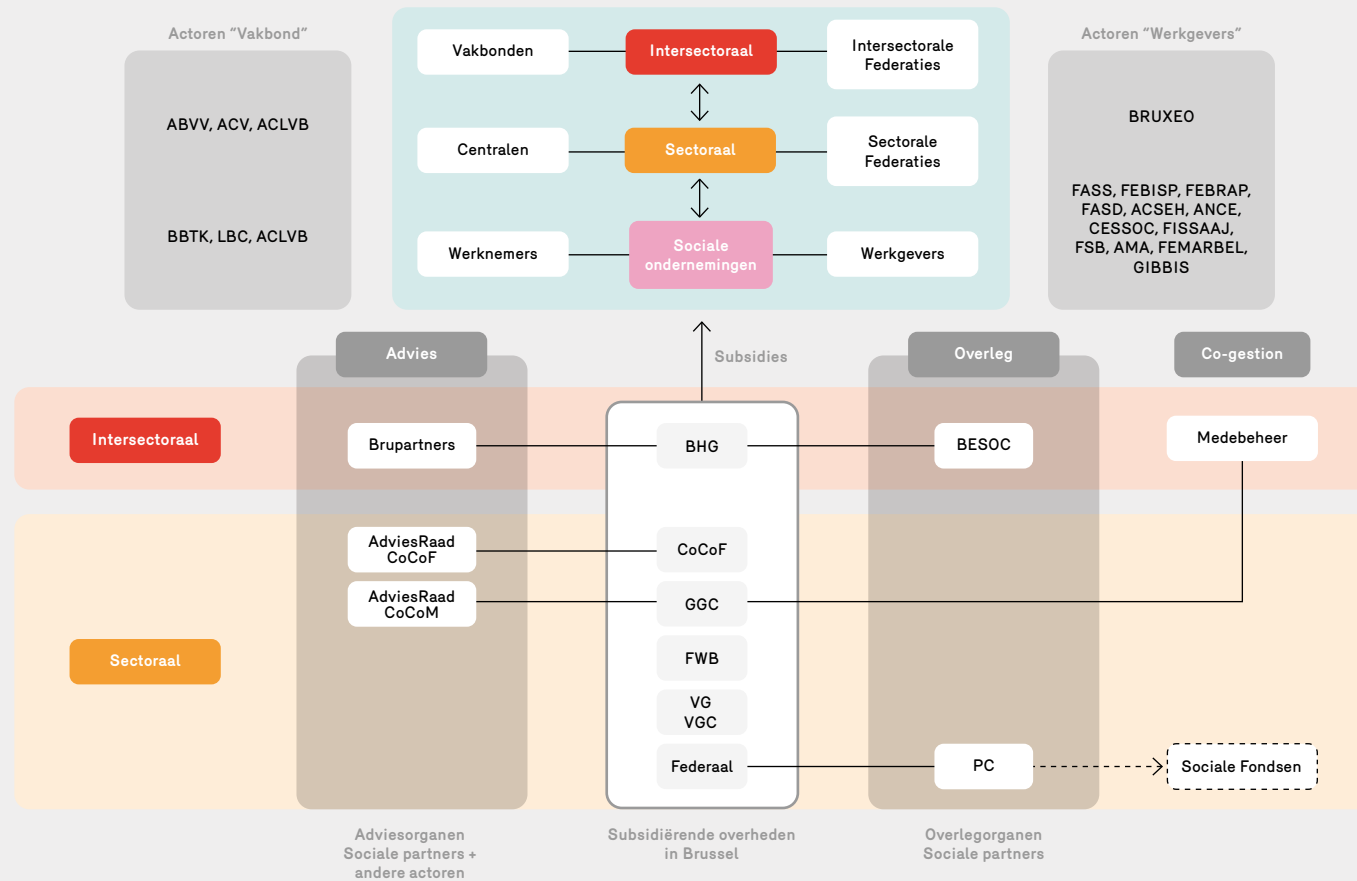 Actoren “Vakbond”
ABVV, ACV, ACLVB
BBTK, LBC, ACLVB
Vakbonden
Intersectoraal
Intersectorale
Federaties
Centralen
Sectoraal
Sectorale
Federaties
Werknemers
Sociale
ondernemingen
Werkgevers
Actoren “Werkgevers”
BRUXEO
FASS, FEBISP, FEBRAP,
FASD, ACSEH, ANCE,
CESSOC, FISSAAJ,
FSB, AMA, FEMARBEL,
GIBBIS
Advies
Subsidies
Overleg
Co-gestion
Intersectoraal
Brupartners
BHG
BESOC
Medebeheer
Sectoraal
AdviesRaad
CoCoF
CoCoF
AdviesRaad
CoCoM
GGC
FWB
VG
VGC
Federaal
PC
Sociale Fondsen
Adviesorganen
Sociale partners +
andere actoren
Subsidiërende overheden
in Brussel
Overlegorganen
Sociale partners